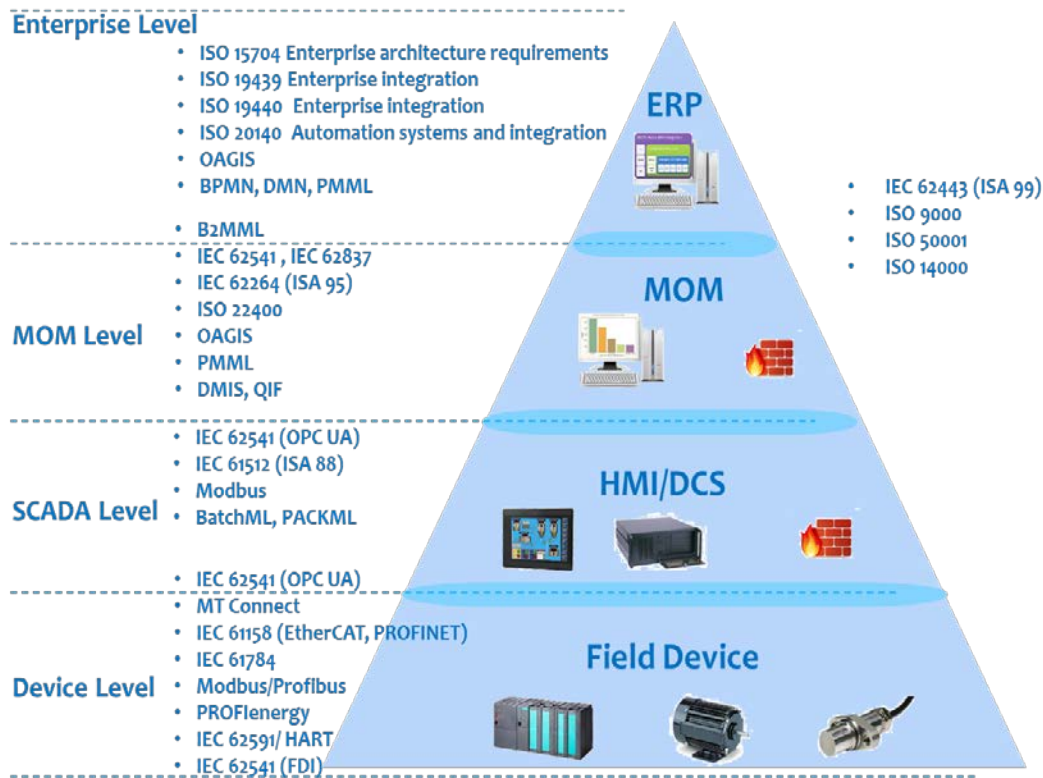 Enterprise Level
• ISO 15704 Enterprise architecture requirements
• ISO 19439 Enterprise integration
• ISO 19440 Enterprise integration
• ISO 20140 Automation systems and integration
• OAGIS
• BPMN, DMN, PMML
• B2MML
MOM Level
• IEC 62541 , IEC 62837
• IEC 62264 (ISA 95)
• ISO 22400
• OAGIS
• PMML
• DMIS, QIF
SCADA Level
• IEC 62541 (OPC UA)
• IEC 61512 (ISA 88)
• Modbus
• BatchML, PACKML
• IEC 62541 (OPC UA)
Device Level
• MT Connect
• IEC 61158 (EtherCAT, PROFINET)
• IEC 61784
• Modbus/Profibus
• PROFIenergy
• IEC 62591/ HART
• IEC 62541 (FDI)
ERP
MOM
HMI/DCS
Field Device
• IEC 62443 (ISA 99)
• ISO 9000
• ISO 50001
• ISO 14000